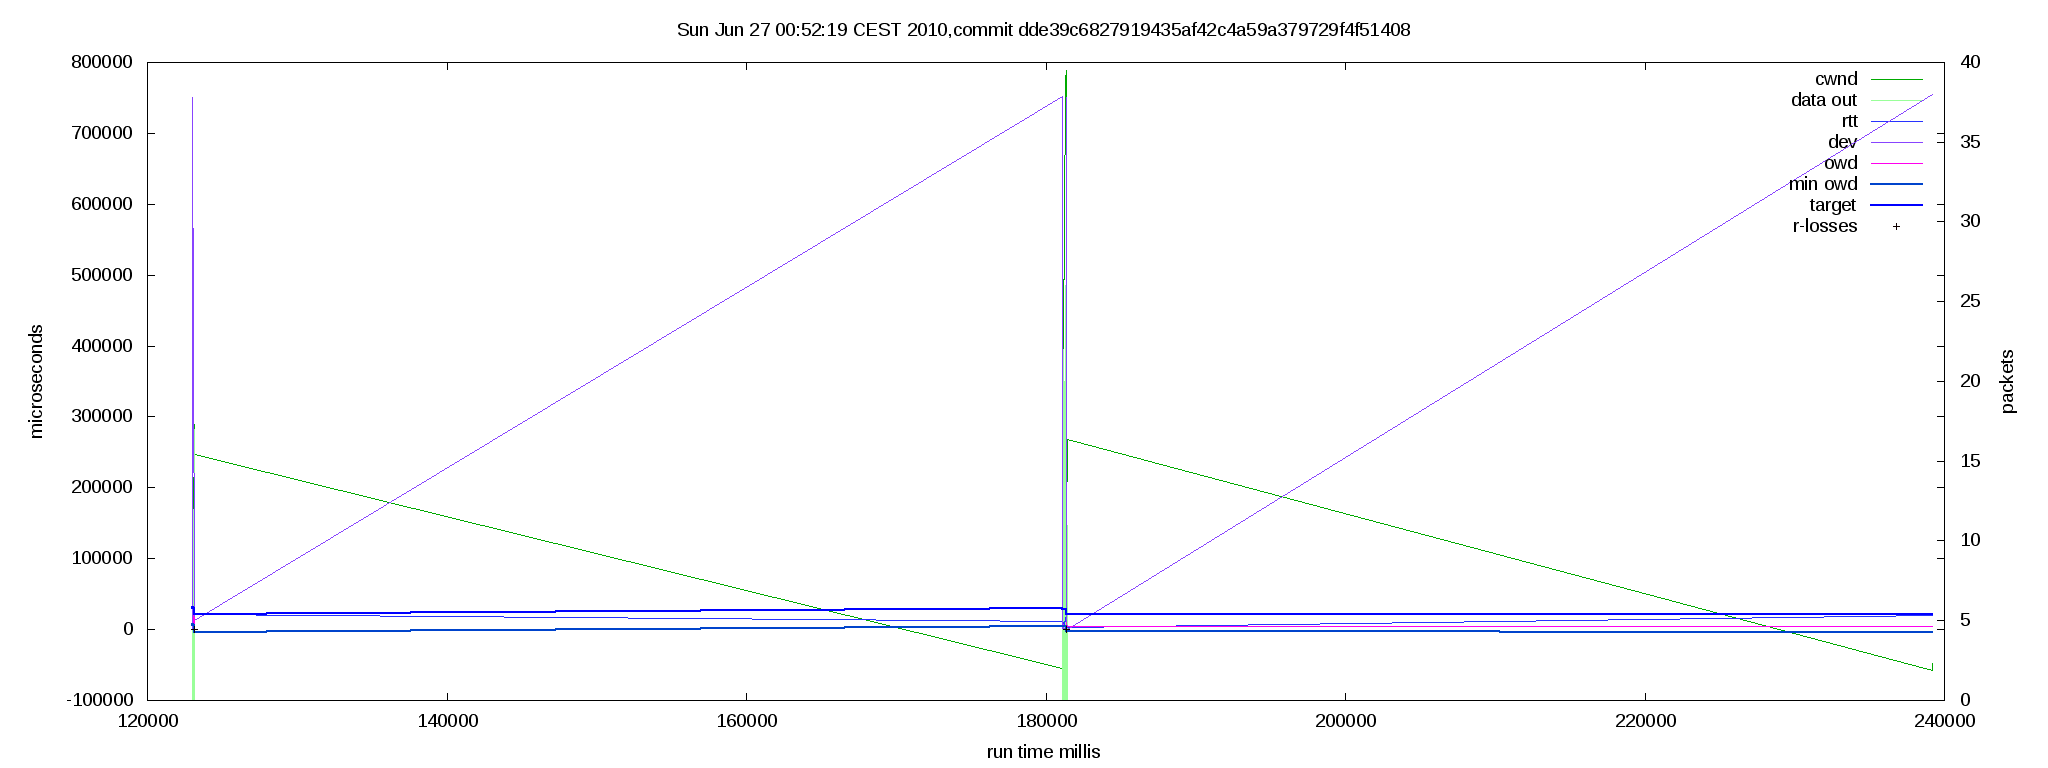 Sun Jun 27 00:52:19 CEST 2010,commit dde39c6827919435af42c4a59a379729f4f51408
800000
700000
600000
500000
400000
300000
200000
100000
0
-100000
microseconds
40
35
30
25
20
15
10
5
0
packets
cwnd
data out
rtt
dev
owd
min owd
target
r-losses
120000 140000 160000 180000 200000 220000 240000
run time millis